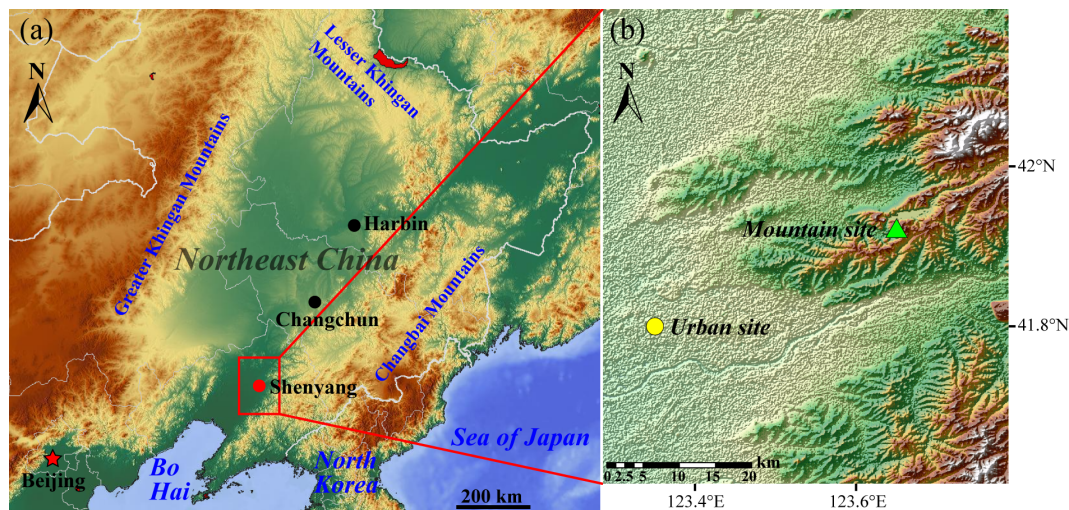 (a)
N
Lesser Khingan
Mountains
Greater Khingan Mountains
Harbin
Northeast China
Changchun
Changbai Mountains
Shenyang
Beijing
Bo
Hai
North
Korea
Sea of Japan
200 km
(b)
N
42°N
Mountain site
Urban site
41.8°N
km
0 2.5 5 10 15 20
123.4°E
123.6°E